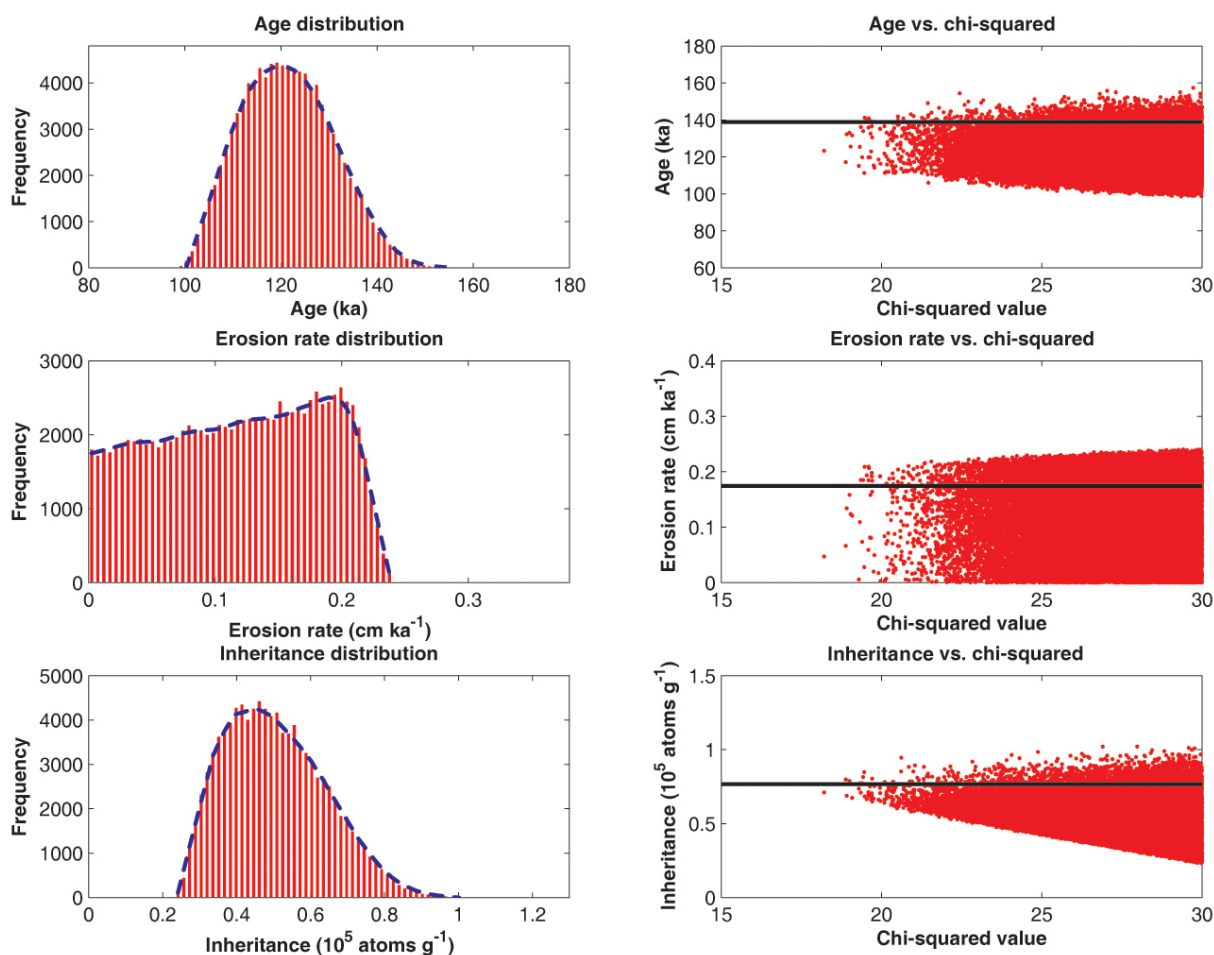 Age distribution
Frequency
4000
3000
2000
1000
0
80 100 120 140 160 180
Age (ka)
Age vs. chi-squared
Age (ka)
180
160
140
120
100
80
60
15 20 25 30
Chi-squared value
Erosion rate distribution
Frequency
3000
2000
1000
0
0 0.1 0.2 0.3
Erosion rate (cm ka⁻¹)
Erosion rate vs. chi-squared
Erosion rate (cm ka⁻¹)
0.4
0.3
0.2
0.1
0
15 20 25 30
Chi-squared value
Inheritance distribution
Frequency
5000
4000
3000
2000
1000
0
0 0.2 0.4 0.6 0.8 1 1.2
Inheritance (10⁵ atoms g⁻¹)
Inheritance vs. chi-squared
Inheritance (10⁵ atoms g⁻¹)
1.5
1
0.5
0
15 20 25 30
Chi-squared value